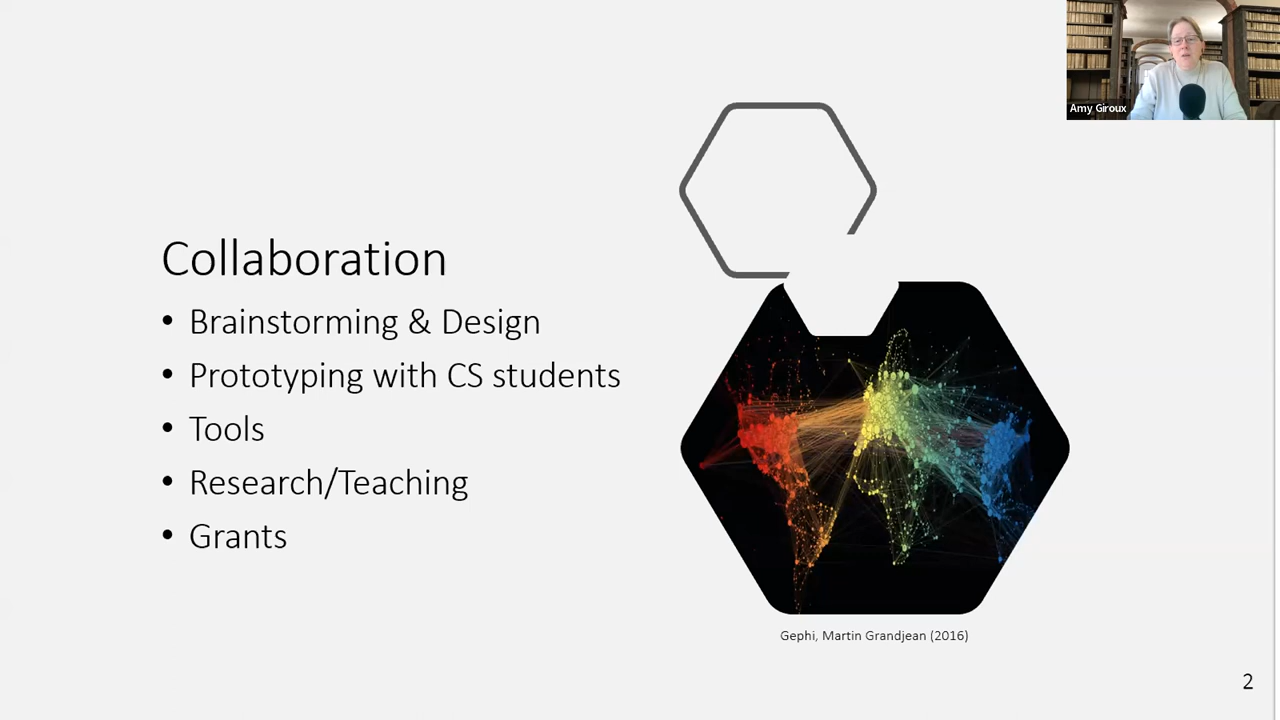 Amy Giroux
Collaboration
• Brainstorming & Design
• Prototyping with CS students
• Tools
• Research/Teaching
• Grants
Gephi, Martin Grandjean (2016)
2